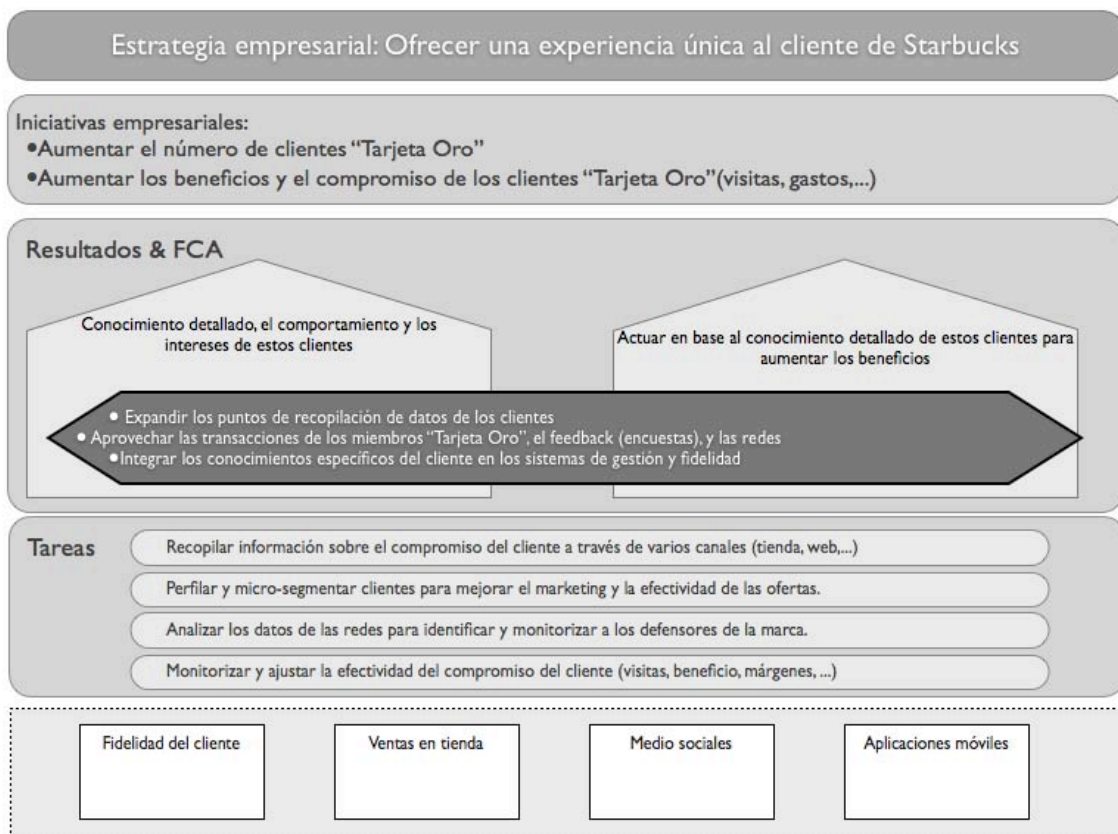 Estrategia empresarial: Ofrecer una experiencia única al cliente de Starbucks
Iniciativas empresariales:
•Aumentar el número de clientes “Tarjeta Oro”
•Aumentar los beneficios y el compromiso de los clientes “Tarjeta Oro”(visitas, gastos,...)
Resultados & FCA
Conocimiento detallado, el comportamiento y los
intereses de estos clientes
Actuar en base al conocimiento detallado de estos clientes para
aumentar los beneficios
• Expandir los puntos de recopilación de datos de los clientes
• Aprovechar las transacciones de los miembros “Tarjeta Oro”, el feedback (encuestas), y las redes
•Integrar los conocimientos específicos del cliente en los sistemas de gestión y fidelidad
Tareas
Recopilar información sobre el compromiso del cliente a través de varios canales (tienda, web,...)
Perfilar y micro-segmentar clientes para mejorar el marketing y la efectividad de las ofertas.
Analizar los datos de las redes para identificar y monitorizar a los defensores de la marca.
Monitorizar y ajustar la efectividad del compromiso del cliente (visitas, beneficio, márgenes, ...)
Fidelidad del cliente
Ventas en tienda
Medio sociales
Aplicaciones móviles